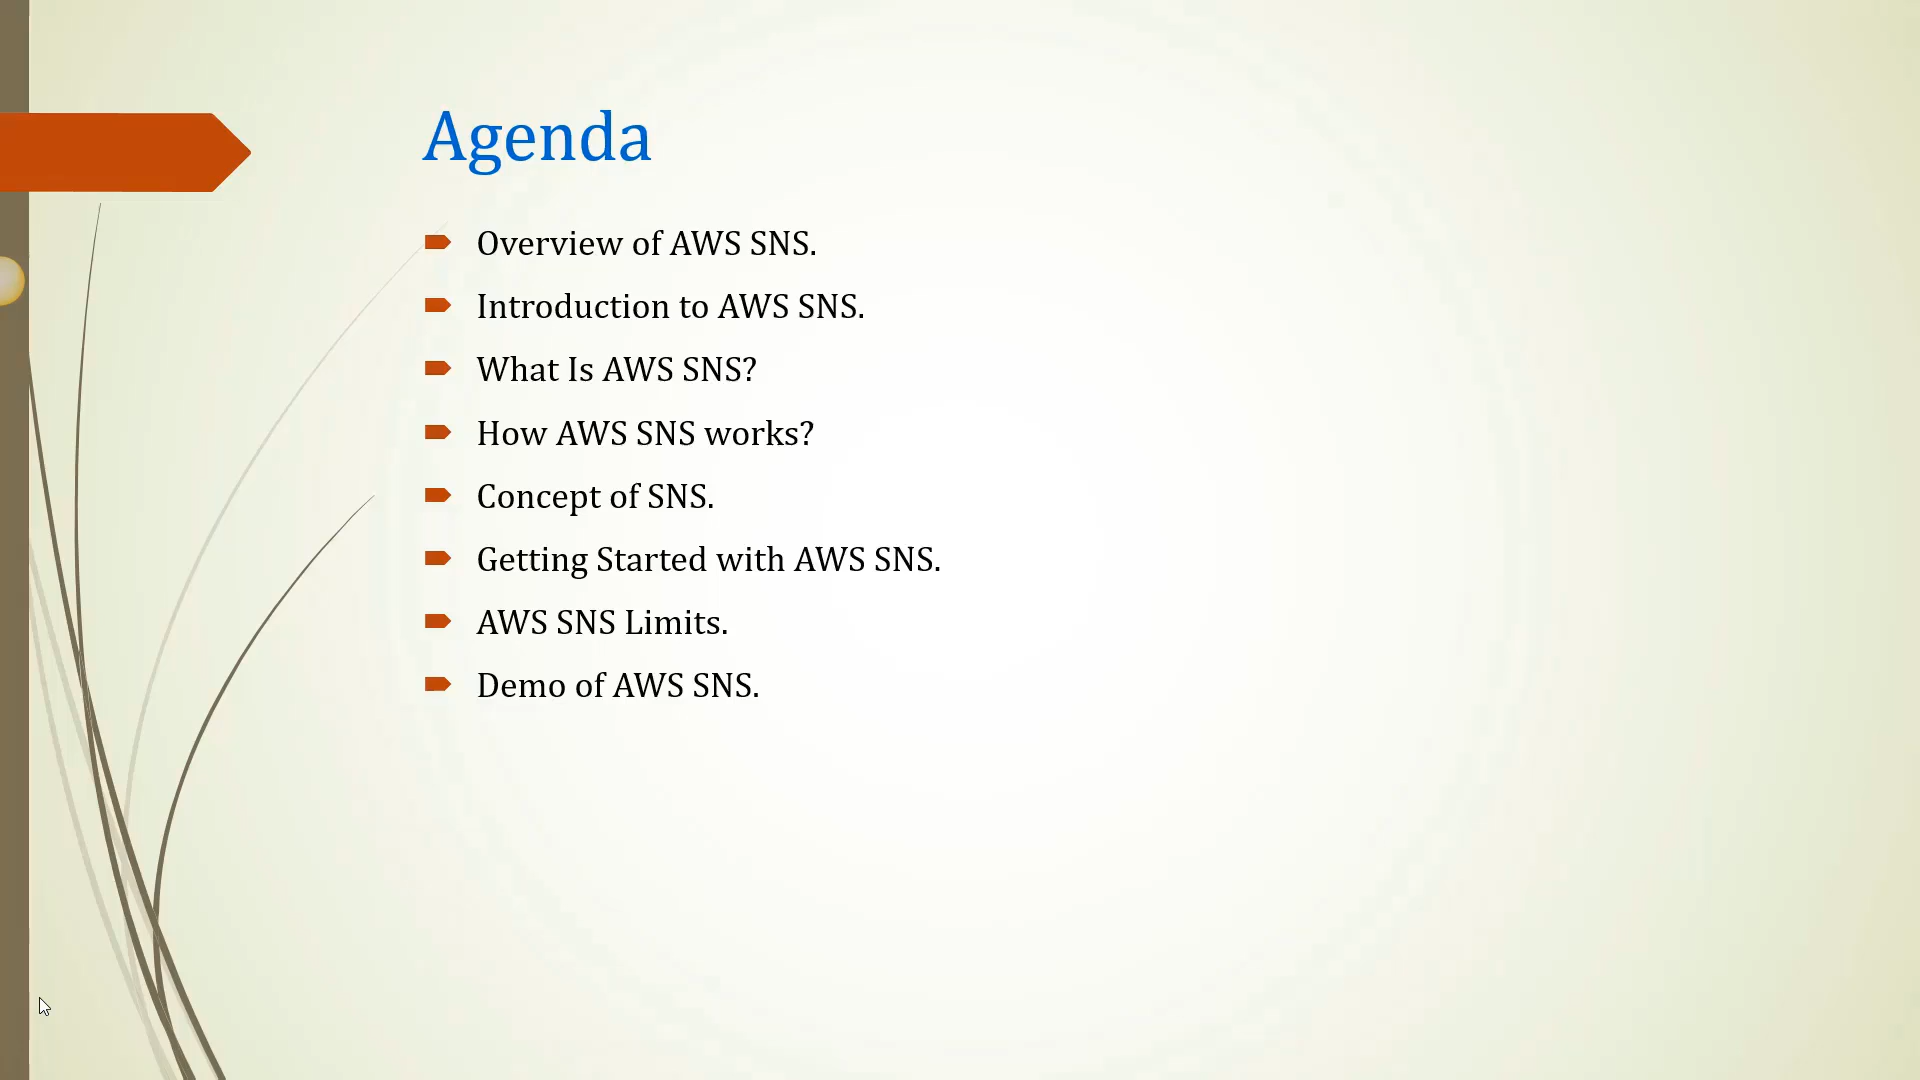 Agenda
Overview of AWS SNS.
Introduction to AWS SNS.
What Is AWS SNS?
How AWS SNS works?
Concept of SNS.
Getting Started with AWS SNS.
AWS SNS Limits.
Demo of AWS SNS.